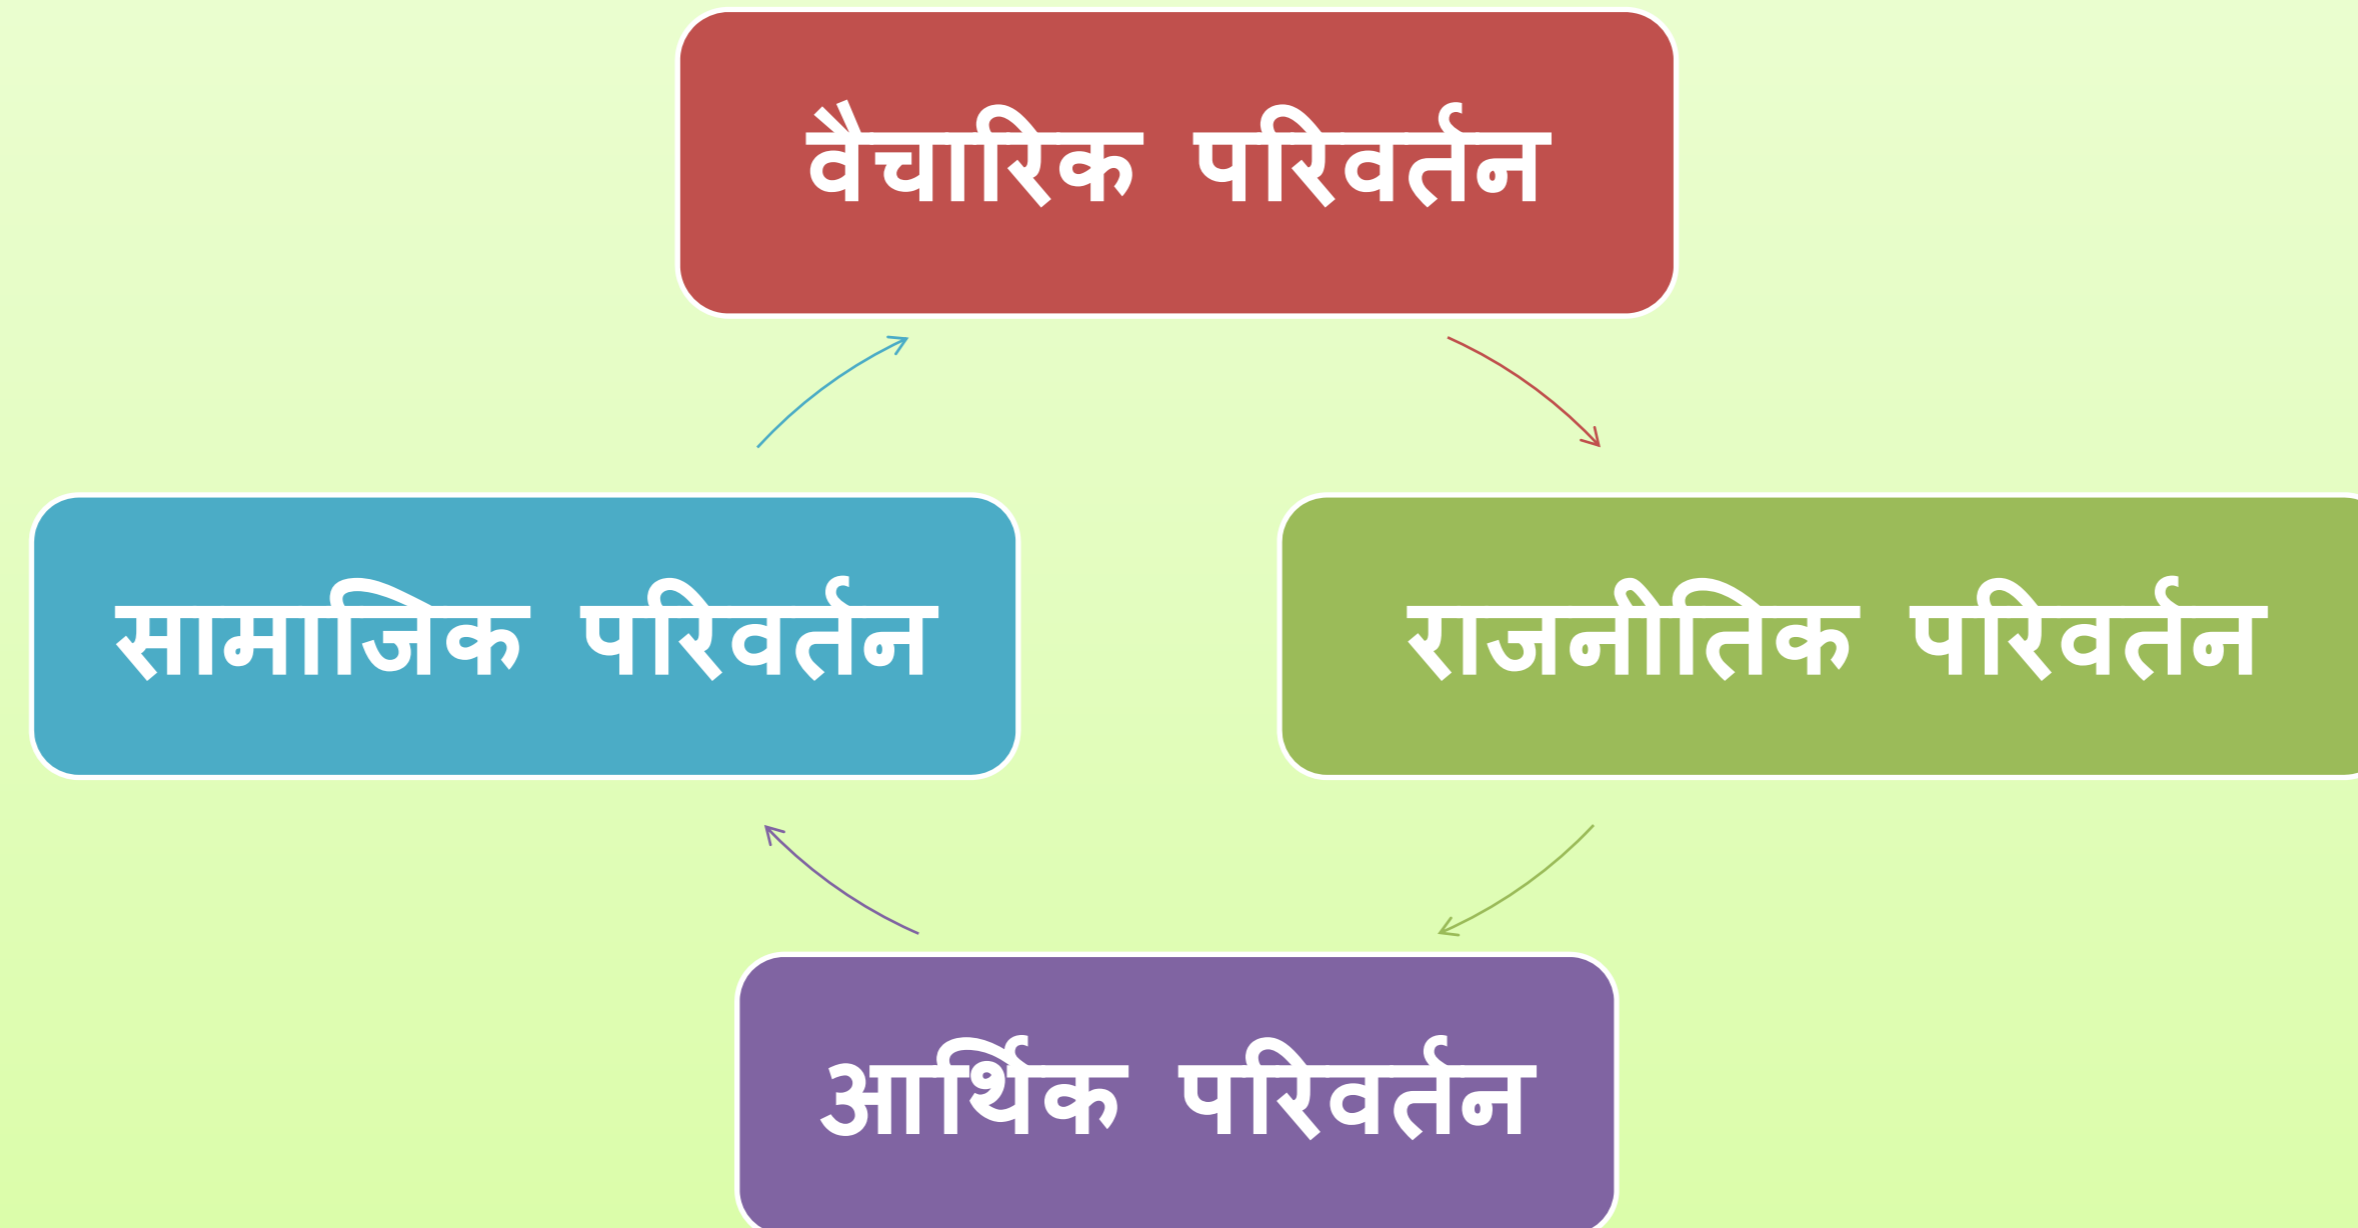 वैचारिक परिवर्तन
सामाजिक परिवर्तन
राजनीतिक परिवर्तन
आर्थिक परिवर्तन